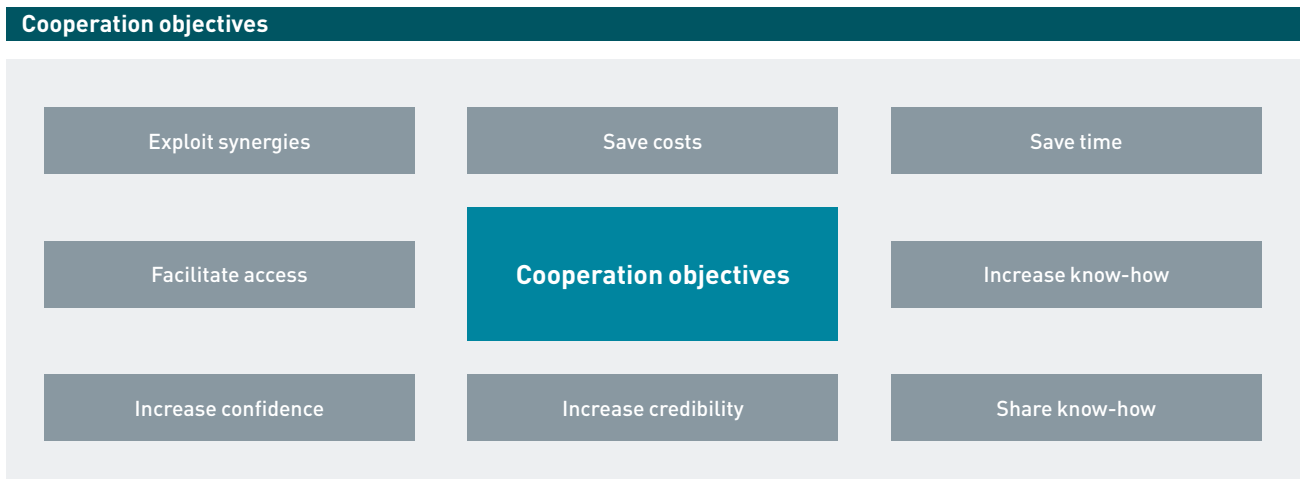 Cooperation objectives
Exploit synergies
Save costs
Save time
Facilitate access
Cooperation objectives
Increase know-how
Increase confidence
Increase credibility
Share know-how